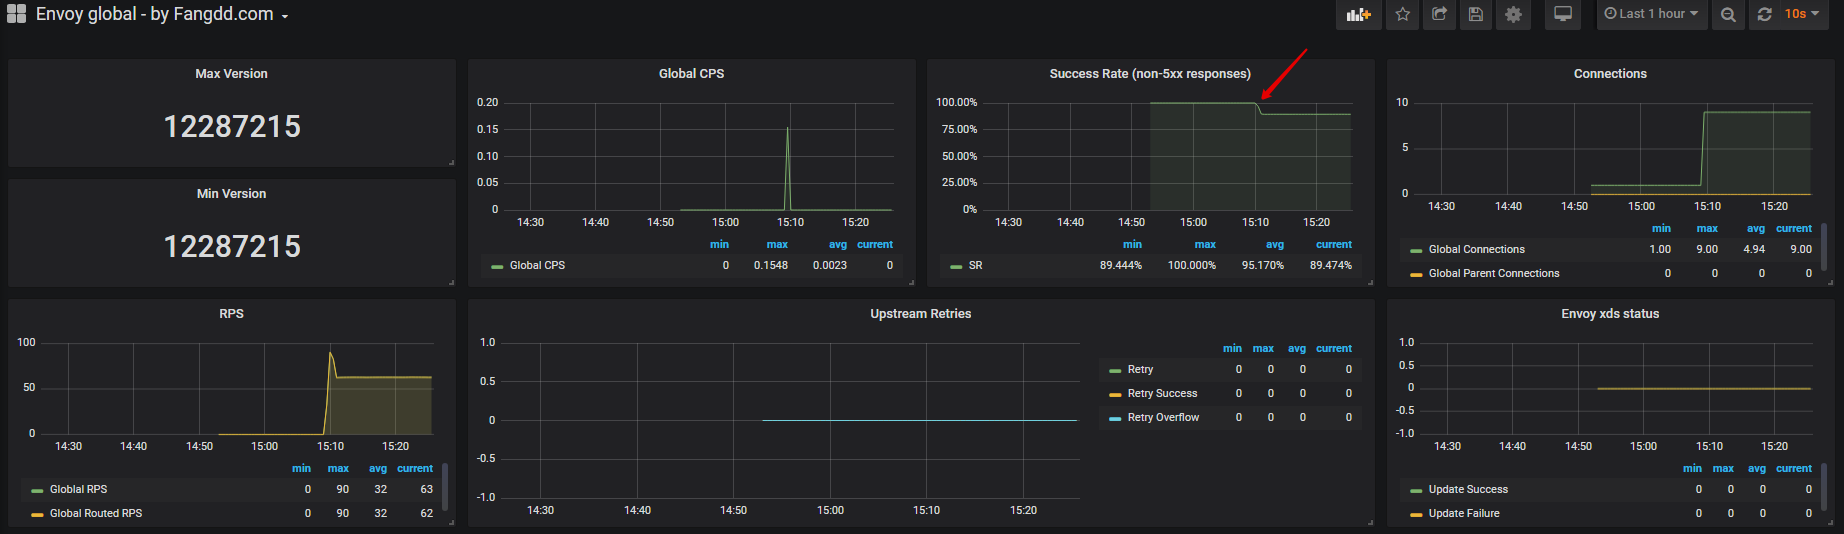 Envoy global - by Fangdd.com
Last 1 hour
10s
Max Version
12287215
Min Version
12287215
Global CPS
0.20
0.15
0.10
0.05
0
14:30 14:40 14:50 15:00 15:10 15:20
min max avg current
Global CPS 0 0.1548 0.0023 0
Success Rate (non-5xx responses)
100.00%
75.00%
50.00%
25.00%
0%
14:30 14:40 14:50 15:00 15:10 15:20
min max avg current
SR 89.444% 100.000% 95.170% 89.474%
Connections
10
5
0
14:30 14:40 14:50 15:00 15:10 15:20
min max avg current
Global Connections 1.00 9.00 4.94 9.00
Global Parent Connections 0 0 0 0
RPS
100
50
0
14:30 14:40 14:50 15:00 15:10 15:20
min max avg current
Globlal RPS 0 90 32 63
Global Routed RPS 0 90 32 62
Upstream Retries
1.0
0.5
0
-0.5
-1.0
14:30 14:40 14:50 15:00 15:10 15:20
min max avg current
Retry 0 0 0 0
Retry Success 0 0 0 0
Retry Overflow 0 0 0 0
Envoy xds status
1.0
0.5
0
-0.5
-1.0
14:30 14:40 14:50 15:00 15:10 15:20
min max avg current
Update Success 0 0 0 0
Update Failure 0 0 0 0